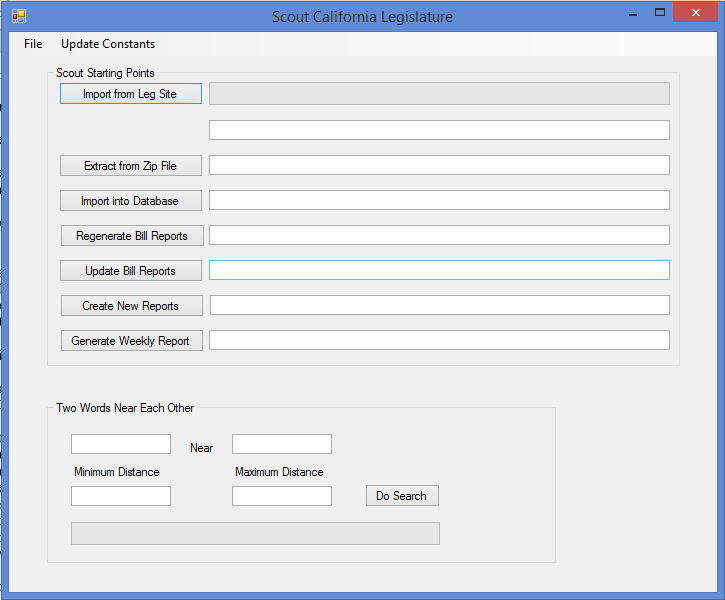 Scout California Legislature
File Update Constants
Scout Starting Points
Import from Leg Site
Extract from Zip File
Import into Database
Regenerate Bill Reports
Update Bill Reports
Create New Reports
Generate Weekly Report
Two Words Near Each Other
Near
Minimum Distance Maximum Distance
Do Search